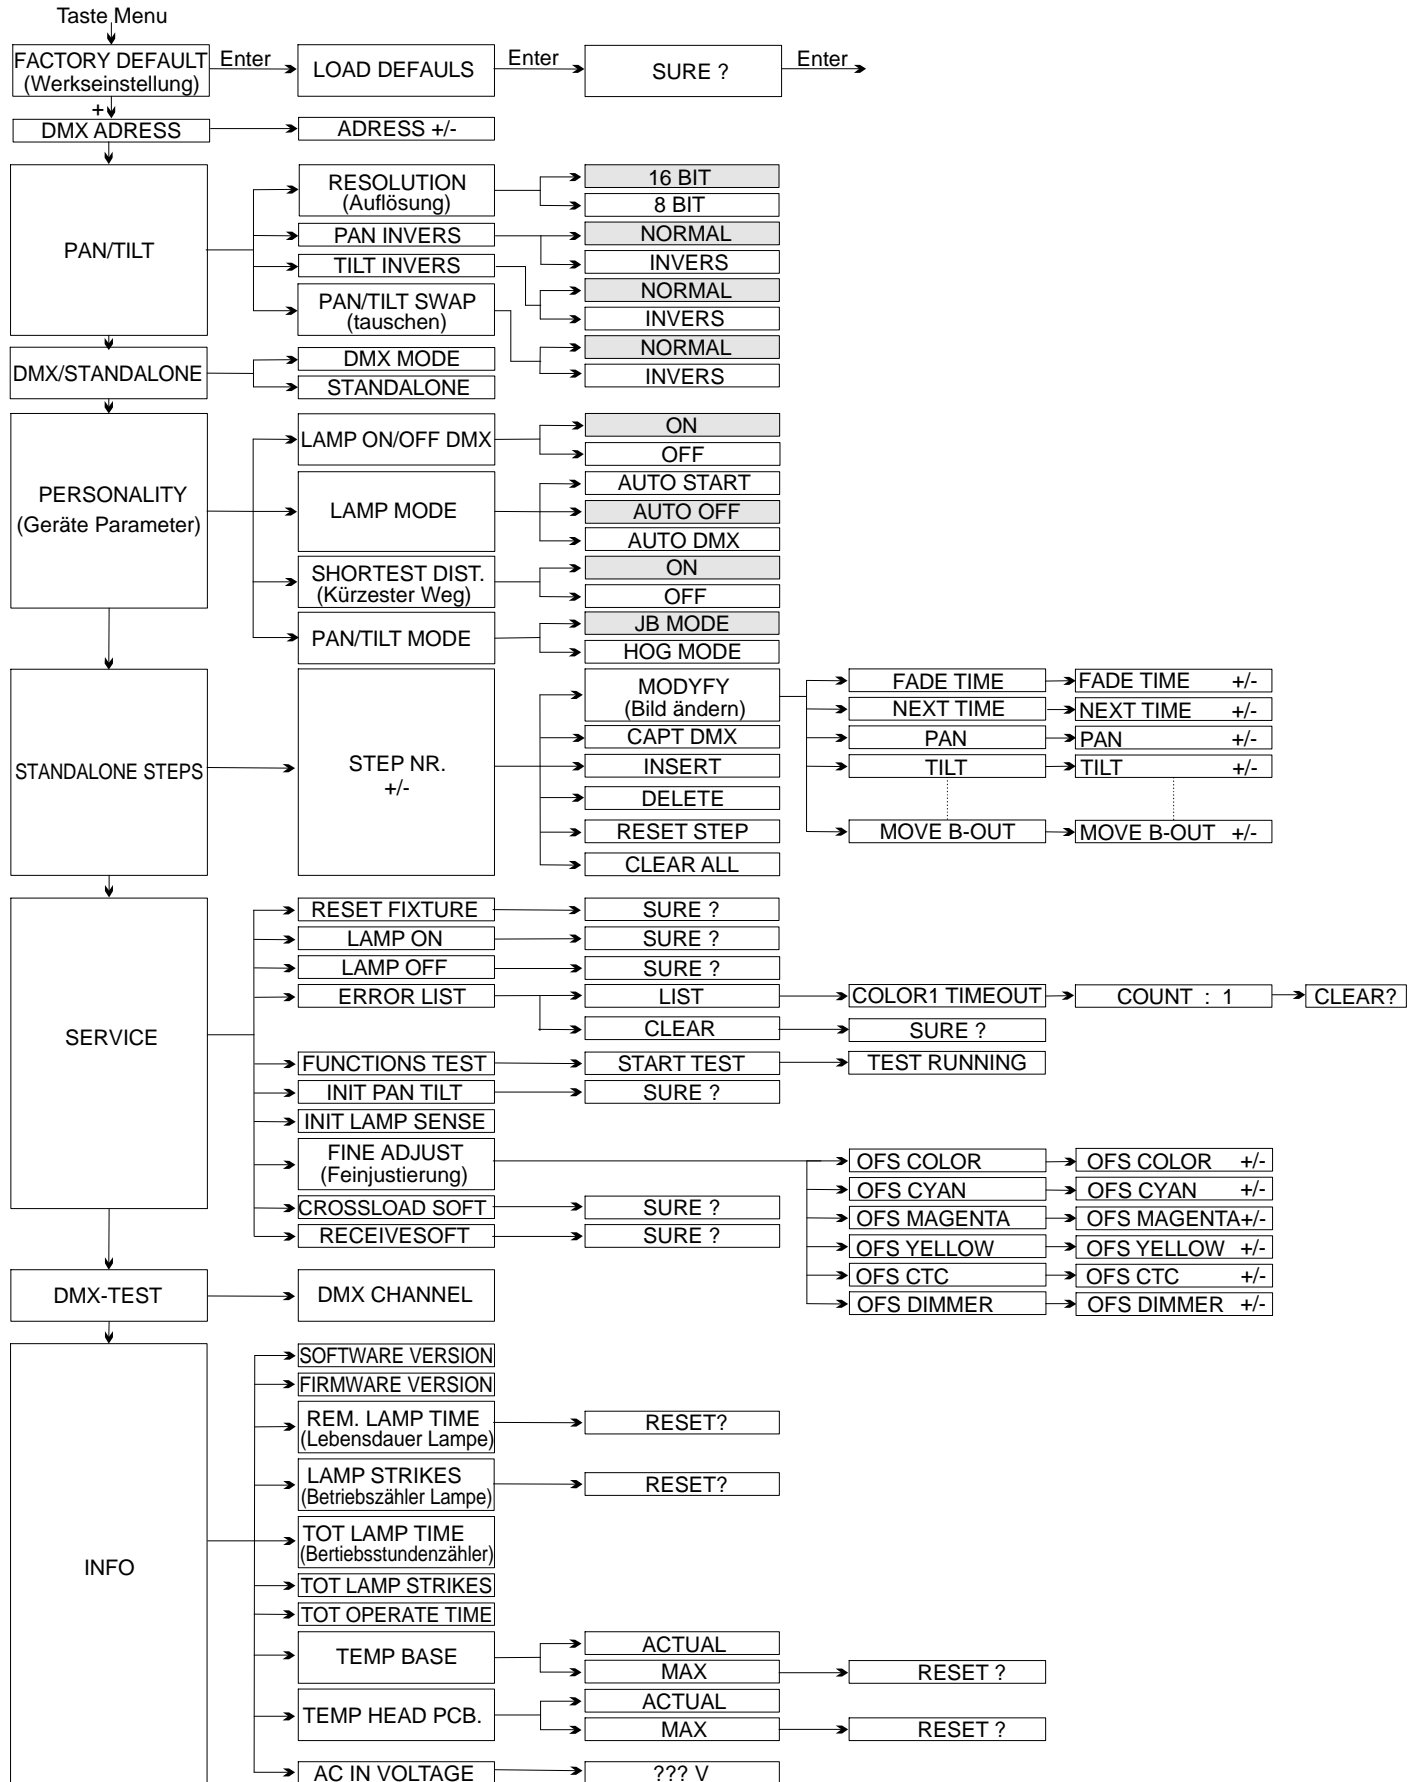 Taste Menu
FACTORY DEFAULT
(Werkseinstellung)
Enter
LOAD DEFAULS
Enter
SURE ?
Enter
+
DMX ADRESS
ADRESS +/-
PAN/TILT
RESOLUTION
(Auflösung)
16 BIT
8 BIT
PAN INVERS
NORMAL
INVERS
TILT INVERS
NORMAL
INVERS
PAN/TILT SWAP
(tauschen)
NORMAL
INVERS
DMX/STANDALONE
DMX MODE
STANDALONE
PERSONALITY
(Geräte Parameter)
LAMP ON/OFF DMX
ON
OFF
LAMP MODE
AUTO START
AUTO OFF
AUTO DMX
SHORTEST DIST.
(Kürzester Weg)
ON
OFF
PAN/TILT MODE
JB MODE
HOG MODE
STANDALONE STEPS
STEP NR.
+/-
MODYFY
(Bild ändern)
FADE TIME
FADE TIME +/-
NEXT TIME
NEXT TIME +/-
PAN
PAN +/-
TILT
TILT +/-
MOVE B-OUT
MOVE B-OUT +/-
CAPT DMX
INSERT
DELETE
RESET STEP
CLEAR ALL
SERVICE
RESET FIXTURE
SURE ?
LAMP ON
SURE ?
LAMP OFF
SURE ?
ERROR LIST
LIST
COLOR1 TIMEOUT
COUNT : 1
CLEAR?
CLEAR
SURE ?
FUNCTIONS TEST
START TEST
TEST RUNNING
INIT PAN TILT
SURE ?
INIT LAMP SENSE
FINE ADJUST
(Feinjustierung)
OFS COLOR
OFS COLOR +/-
OFS CYAN
OFS CYAN +/-
OFS MAGENTA
OFS MAGENTA+/-
OFS YELLOW
OFS YELLOW +/-
OFS CTC
OFS CTC +/-
OFS DIMMER
OFS DIMMER +/-
CROSSLOAD SOFT
SURE ?
RECEIVESOFT
SURE ?
DMX-TEST
DMX CHANNEL
INFO
SOFTWARE VERSION
FIRMWARE VERSION
REM. LAMP TIME
(Lebensdauer Lampe)
RESET?
LAMP STRIKES
(Betriebszähler Lampe)
RESET?
TOT LAMP TIME
(Bertiebsstundenzähler)
TOT LAMP STRIKES
TOT OPERATE TIME
TEMP BASE
ACTUAL
MAX
RESET ?
TEMP HEAD PCB.
ACTUAL
MAX
RESET ?
AC IN VOLTAGE
??? V